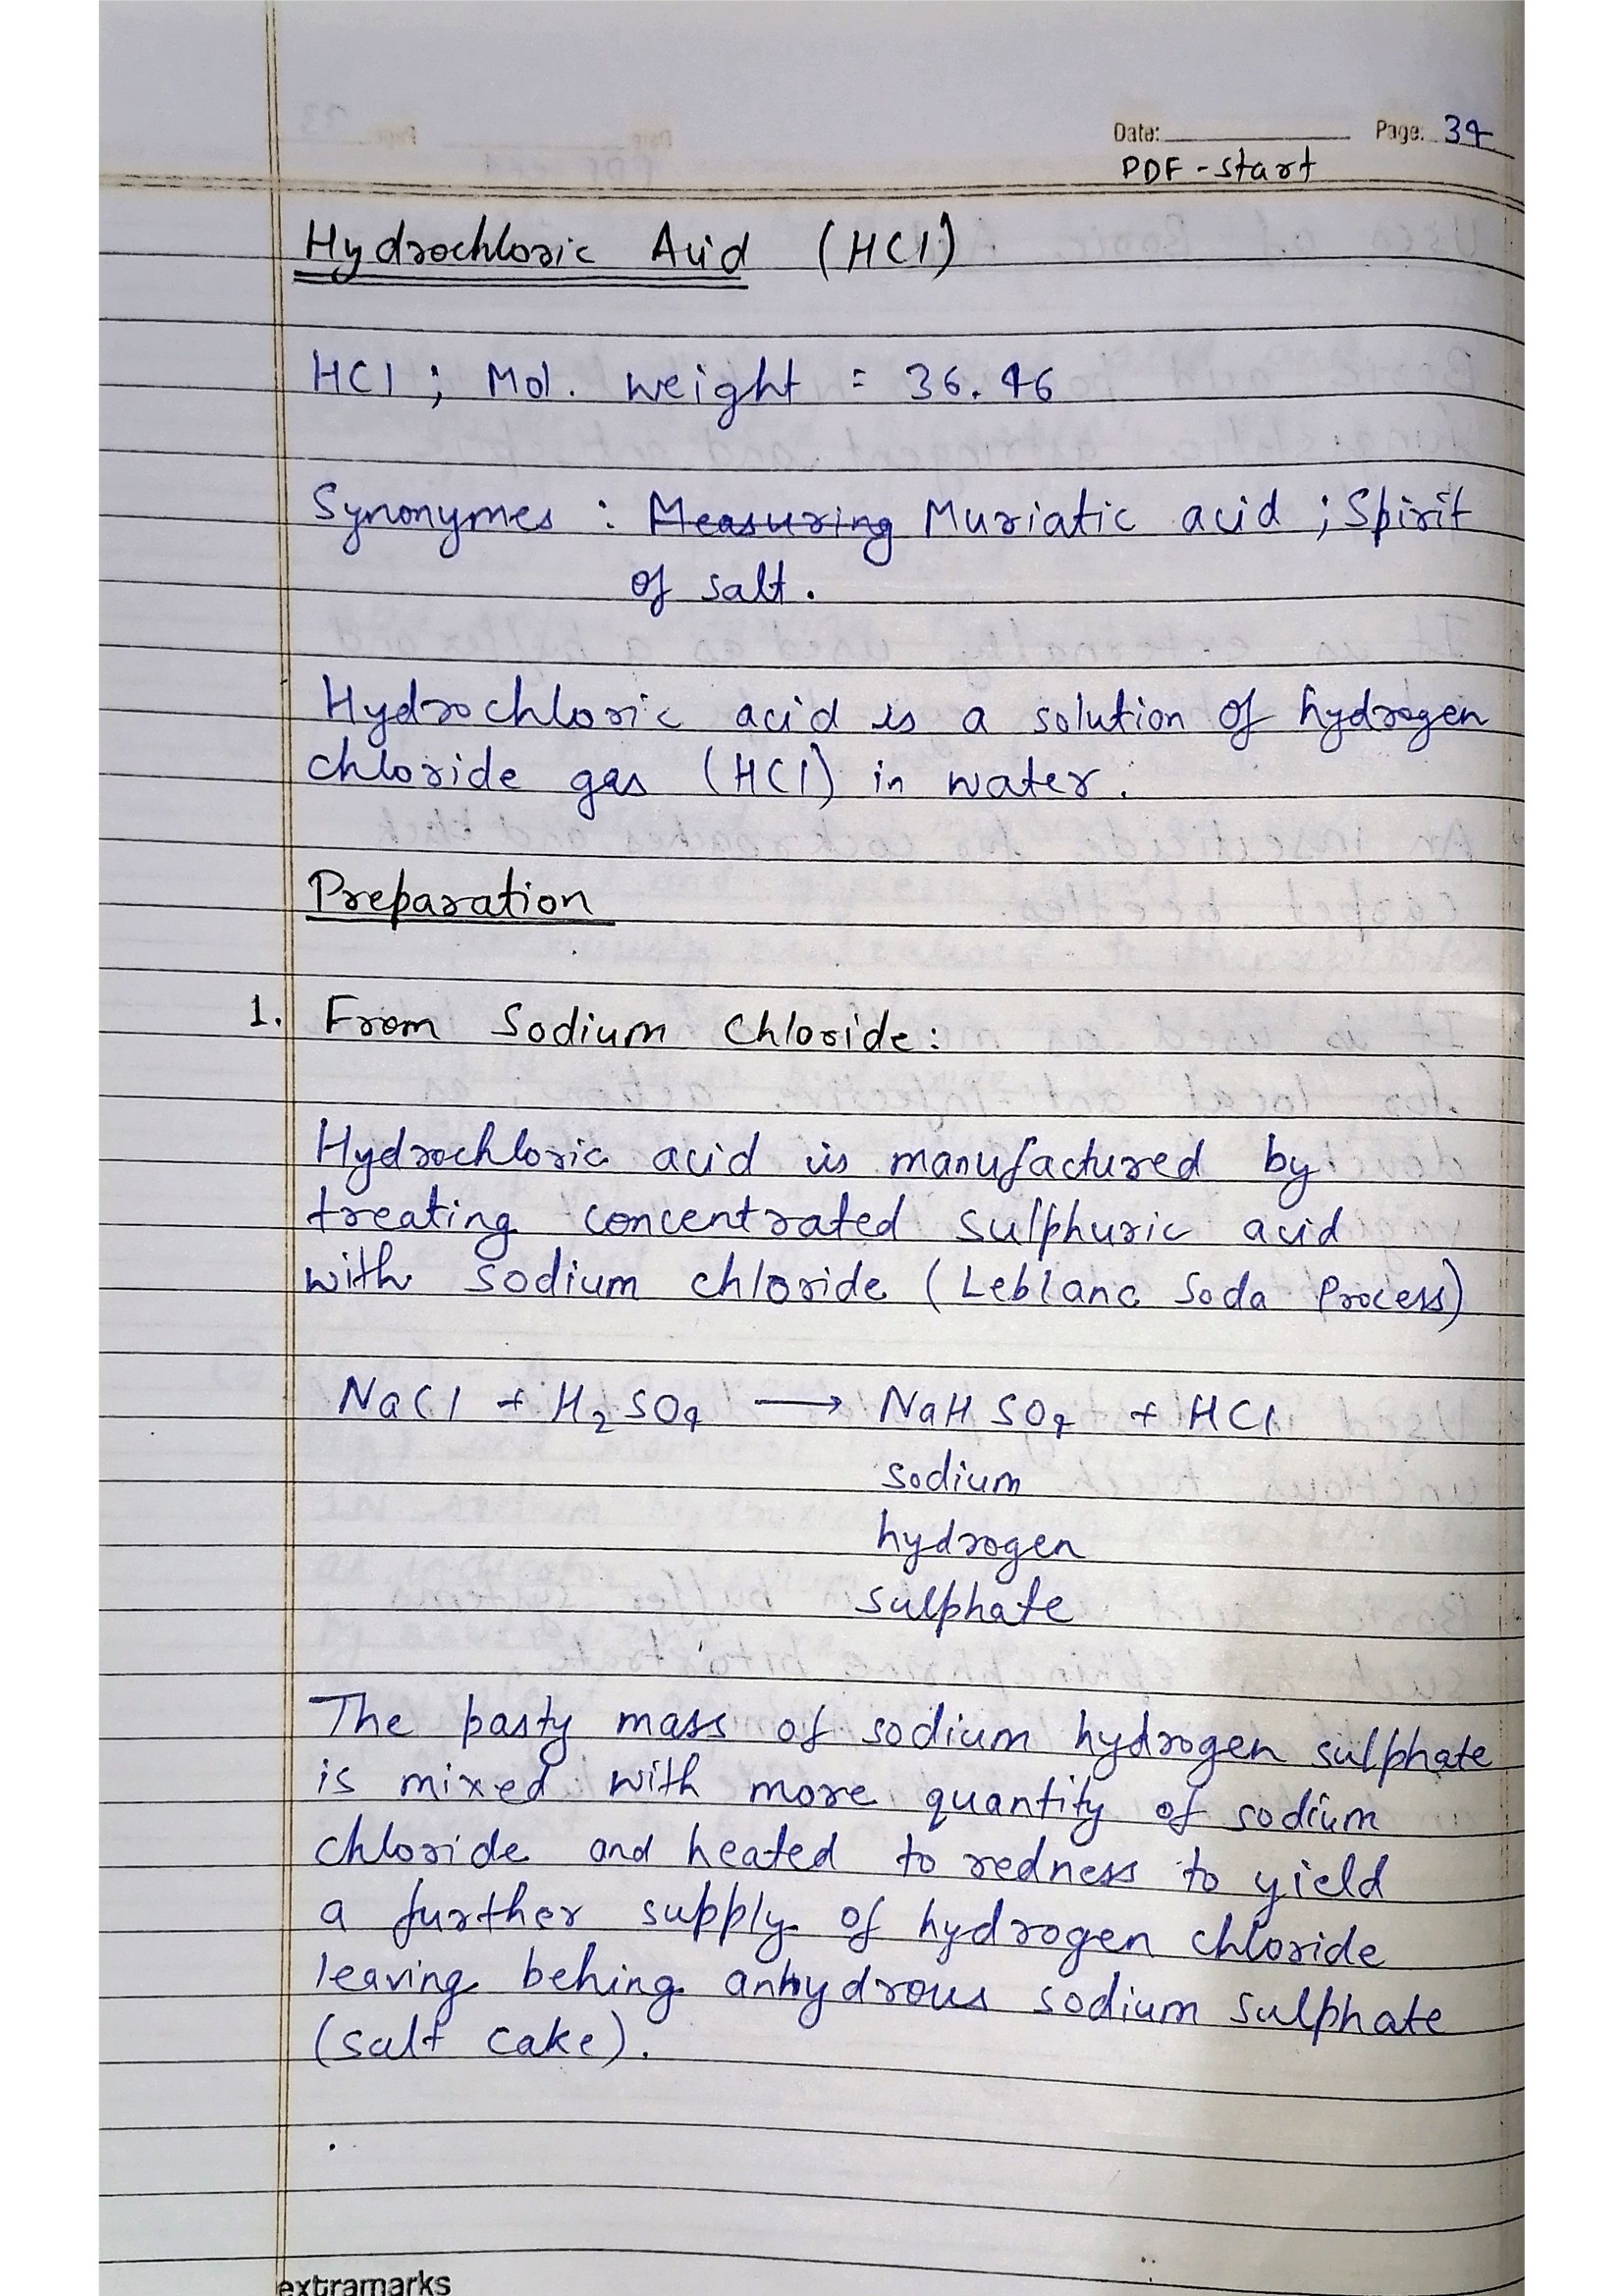 Date: Page: 34
PDF - start
Hydrochloric Acid (HCl)
HCl ; Mol. weight = 36.46
Synonymes : Measuring Muriatic acid ; Spirit
of salt.
Hydrochloric acid is a solution of hydrogen
chloride gas (HCl) in water.
Preparation
1. From Sodium Chloride:
Hydrochloric acid is manufactured by
treating concentrated sulphuric acid
with sodium chloride (Leblanc Soda Process)
NaCl + H₂SO₄ → NaHSO₄ + HCl
sodium
hydrogen
sulphate
The pasty mass of sodium hydrogen sulphate
is mixed with more quantity of sodium
chloride and heated to redness to yield
a further supply of hydrogen chloride
leaving behing anhydrous sodium sulphate
(salt cake).
extramarks